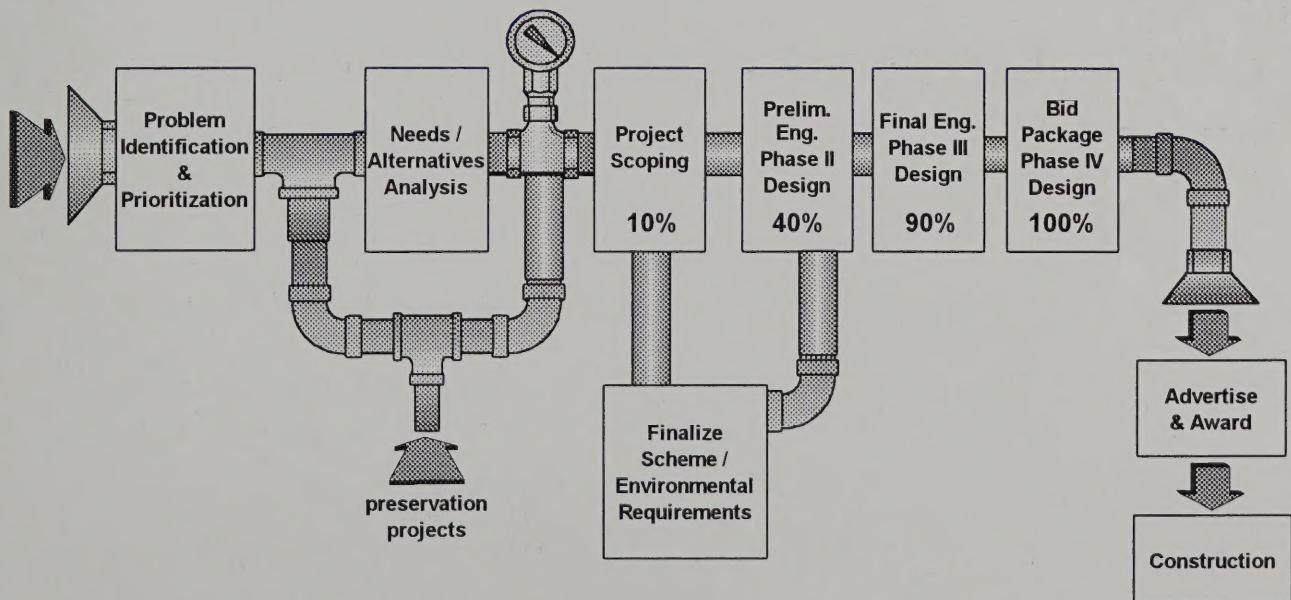 Problem
Identification
&
Prioritization
Needs /
Alternatives
Analysis
Project
Scoping
10%
Prelim.
Eng.
Phase II
Design
40%
Final Eng.
Phase III
Design
90%
Bid
Package
Phase IV
Design
100%
Finalize
Scheme /
Environmental
Requirements
preservation
projects
Advertise
& Award
Construction